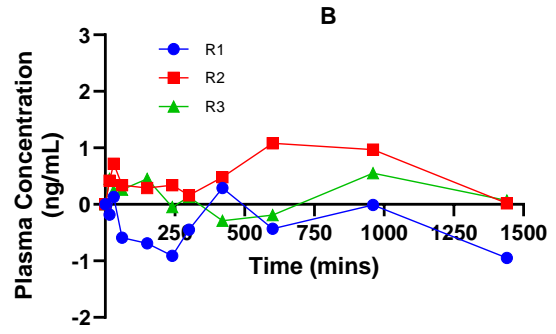 B
3
2
1
0
-1
-2
Plasma Concentration
(ng/mL)
R1
R2
R3
250 500 750 1000 1250 1500
Time (mins)